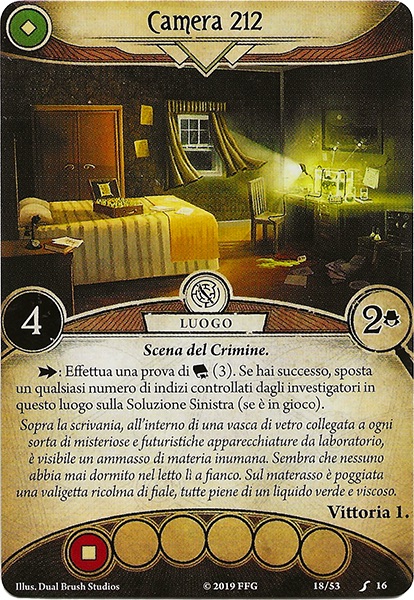 Camera 212
4
LUOGO
2
Scena del Crimine.
: Effettua una prova di (3). Se hai successo, sposta
un qualsiasi numero di indizi controllati dagli investigatori in
questo luogo sulla Soluzione Sinistra (se è in gioco).
Sopra la scrivania, all'interno di una vasca di vetro collegata a ogni
sorta di misteriose e futuristiche apparecchiature da laboratorio,
è visibile un ammasso di materia inumana. Sembra che nessuno
abbia mai dormito nel letto lì a fianco. Sul materasso è poggiata
una valigetta ricolma di fiale, tutte piene di un liquido verde e viscoso.
Vittoria 1.
Illus. Dual Brush Studios © 2019 FFG 18/53 16